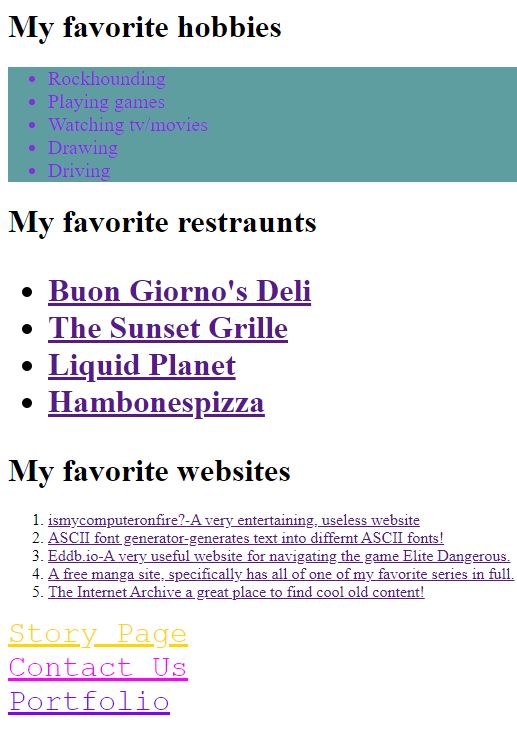 My favorite hobbies
Rockhounding
Playing games
Watching tv/movies
Drawing
Driving
My favorite restraunts
Buon Giorno's Deli
The Sunset Grille
Liquid Planet
Hambonespizza
My favorite websites
1. ismycomputeronfire?-A very entertaining, useless website
2. ASCII font generator-generates text into differnt ASCII fonts!
3. Eddb.io-A very useful website for navigating the game Elite Dangerous.
4. A free manga site, specifically has all of one of my favorite series in full.
5. The Internet Archive a great place to find cool old content!
Story Page
Contact Us
Portfolio